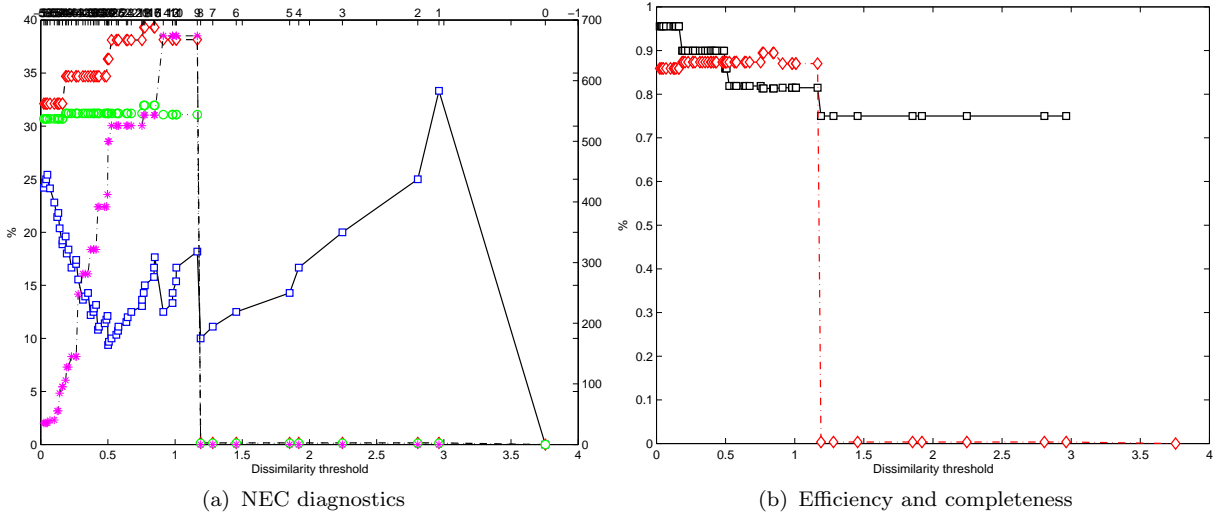 9 8 7 6 5 4 3 2 1 0 −1
40 700
0.9
35 600
0.8
30 500
0.7
25 400
0.6
% 20 % 0.5
300
0.4
15
0.3
200
10
0.2
5 100
0.1
0 0 0
0 0.5 1 1.5 2 2.5 3 3.5 4
Dissimilarity threshold
1
0 0.5 1 1.5 2 2.5 3 3.5 4
Dissimilarity threshold
(a) NEC diagnostics
(b) Efficiency and completeness